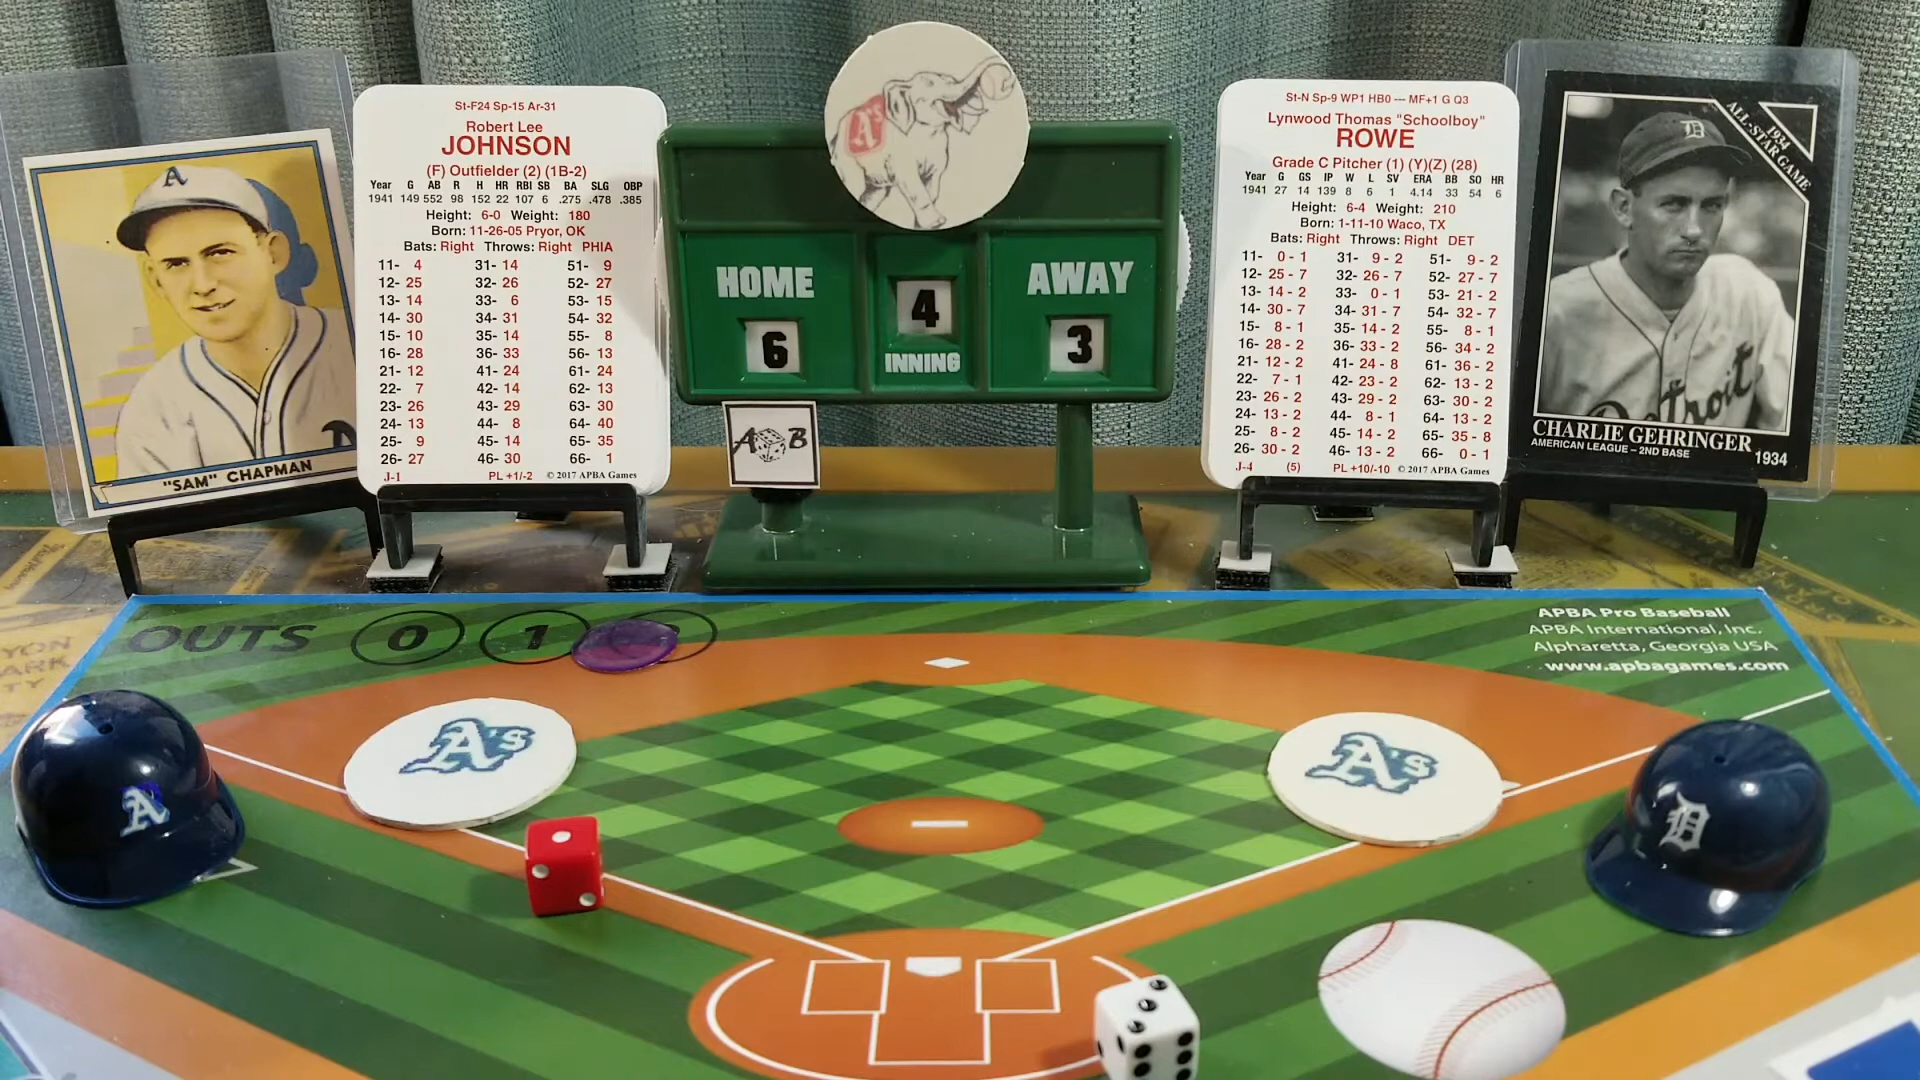 A
"SAM" CHAPMAN
St-F24 Sp-15 Ar-31
Robert Lee
JOHNSON
(F) Outfielder (2) (1B-2)
Year G AB R H HR RBI SB BA SLG OBP
1941 149 552 98 152 22 107 6 .275 .478 .385
Height: 6-0 Weight: 180
Born: 11-26-05 Pryor, OK
Bats: Right Throws: Right PHIA
11- 4 31- 14 51- 9
12- 25 32- 26 52- 27
13- 14 33- 6 53- 15
14- 30 34- 31 54- 32
15- 10 35- 14 55- 8
16- 28 36- 33 56- 13
21- 12 41- 24 61- 24
22- 7 42- 14 62- 13
23- 26 43- 29 63- 30
24- 13 44- 8 64- 40
25- 9 45- 14 65- 35
26- 27 46- 30 66- 1
J-1 PL +1/-2 © 2017 APBA Games
A's
HOME 4 AWAY
6 INNING 3
A B
St-N Sp-9 WP1 HB0 --- MF+1 G Q3
Lynwood Thomas "Schoolboy"
ROWE
Grade C Pitcher (1) (Y)(Z) (28)
Year G GS IP W L SV ERA BB SO HR
1941 27 14 139 8 6 1 4.14 33 54 6
Height: 6-4 Weight: 210
Born: 1-11-10 Waco, TX
Bats: Right Throws: Right DET
11- 0 - 1 31- 9 - 2 51- 9 - 2
12- 25 - 7 32- 26 - 7 52- 27 - 7
13- 14 - 2 33- 0 - 1 53- 21 - 2
14- 30 - 7 34- 31 - 7 54- 32 - 7
15- 8 - 1 35- 14 - 2 55- 8 - 1
16- 28 - 2 36- 33 - 2 56- 34 - 2
21- 12 - 2 41- 24 - 8 61- 36 - 2
22- 7 - 1 42- 23 - 2 62- 13 - 2
23- 26 - 2 43- 29 - 2 63- 30 - 2
24- 13 - 2 44- 8 - 1 64- 13 - 2
25- 8 - 2 45- 14 - 2 65- 35 - 8
26- 30 - 2 46- 13 - 2 66- 0 - 1
J-4 (5) PL +10/-10 © 2017 APBA Games
1934
ALL-STAR GAME
D
Detroit
CHARLIE GEHRINGER
AMERICAN LEAGUE – 2ND BASE 1934
OUTS 0 1
APBA Pro Baseball
APBA International, Inc.
Alpharetta, Georgia USA
www.apbagames.com
A
A's
A's
D